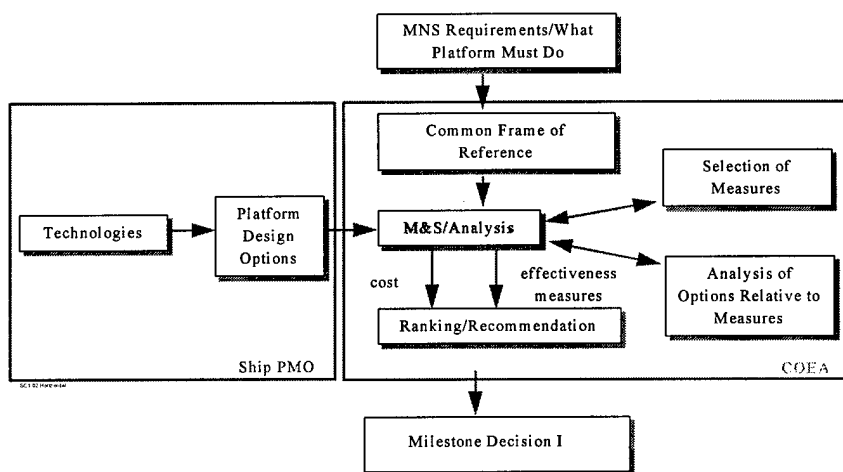 MNS Requirements/What
Platform Must Do
Common Frame of
Reference
Selection of
Measures
Technologies
Platform
Design
Options
M&S/Analysis
cost
effectiveness
measures
Analysis of
Options Relative to
Measures
Ranking/Recommendation
Ship PMO
COEA
Milestone Decision I